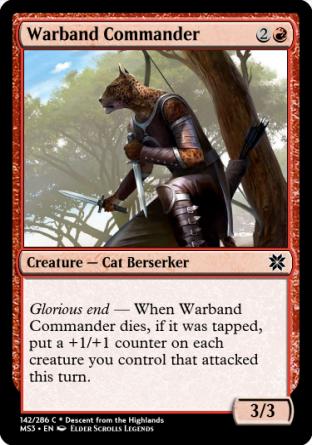 Warband Commander 2
Creature — Cat Berserker
Glorious end — When Warband
Commander dies, if it was tapped,
put a +1/+1 counter on each
creature you control that attacked
this turn.
3/3
142/286 C * Descent from the Highlands
MS3 • EN Elder Scrolls Legends